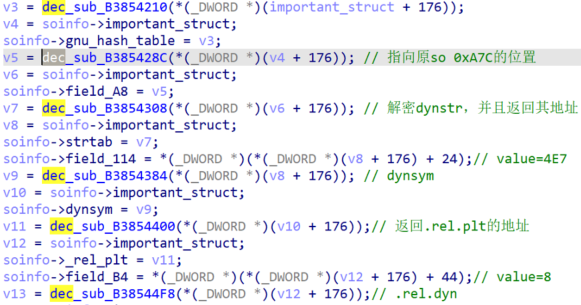 v3 = dec_sub_B3854210(*(_DWORD *)(important_struct + 176));
v4 = soinfo->important_struct;
soinfo->gnu_hash_table = v3;
v5 = dec_sub_B385428C(*(_DWORD *)(v4 + 176)); // 指向原so 0xA7C的位置
v6 = soinfo->important_struct;
soinfo->field_A8 = v5;
v7 = dec_sub_B3854308(*(_DWORD *)(v6 + 176)); // 解密dynstr，并且返回其地址
v8 = soinfo->important_struct;
soinfo->strtab = v7;
soinfo->field_114 = *(_DWORD *)(*(_DWORD *)(v8 + 176) + 24);// value=4E7
v9 = dec_sub_B3854384(*(_DWORD *)(v8 + 176)); // dynsym
v10 = soinfo->important_struct;
soinfo->dynsym = v9;
v11 = dec_sub_B3854400(*(_DWORD *)(v10 + 176));// 返回.rel.plt的地址
v12 = soinfo->important_struct;
soinfo->_rel_plt = v11;
soinfo->field_B4 = *(_DWORD *)(*(_DWORD *)(v12 + 176) + 44);// value=8
v13 = dec_sub_B38544F8(*(_DWORD *)(v12 + 176));// .rel.dyn